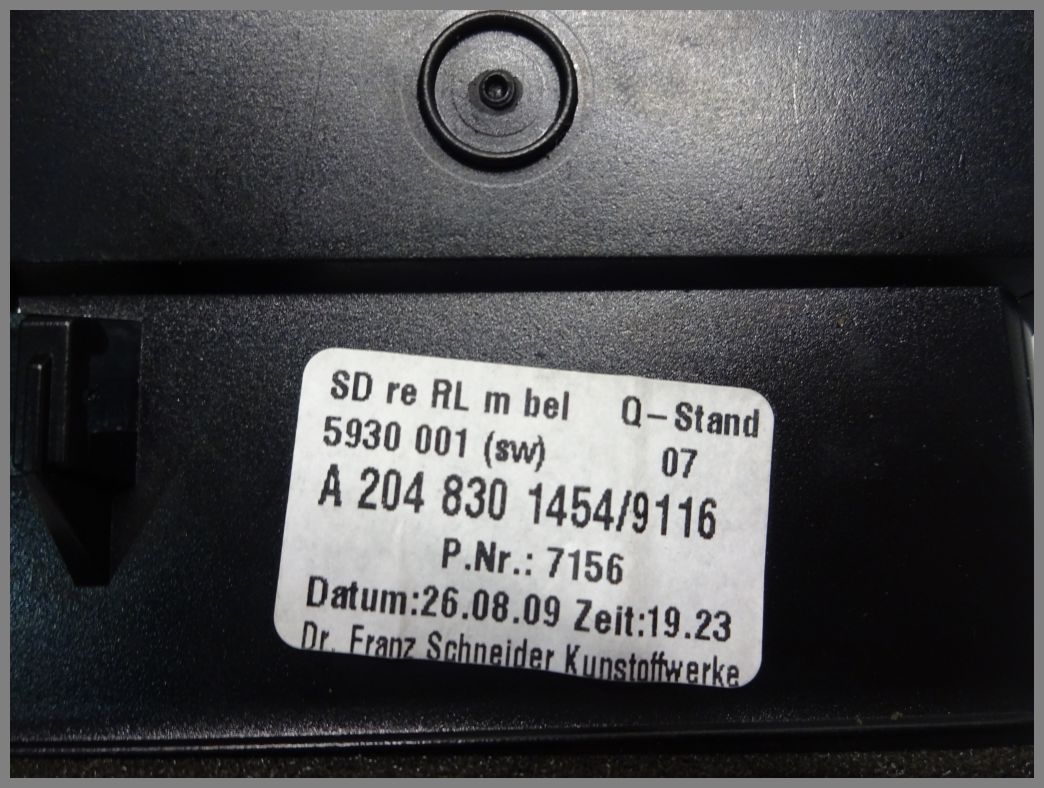 SD re RL m bel Q-Stand
5930 001 (sw) 07
A 204 830 1454/9116
P.Nr.: 7156
Datum:26.08.09 Zeit:19.23
Dr. Franz Schneider Kunstoffwerke